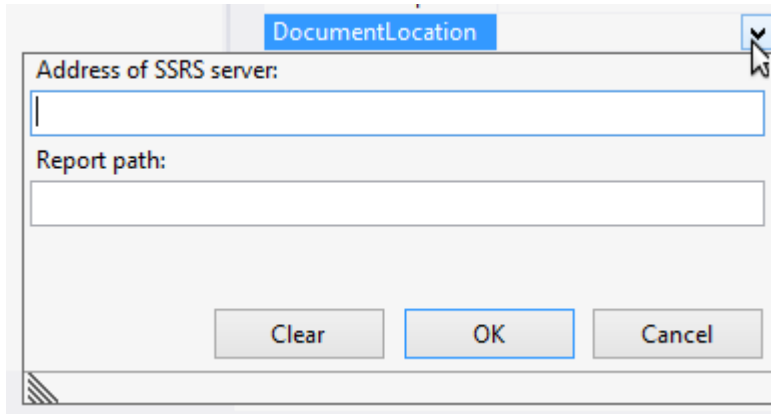 DocumentLocation
Address of SSRS server:
Report path:
Clear OK Cancel